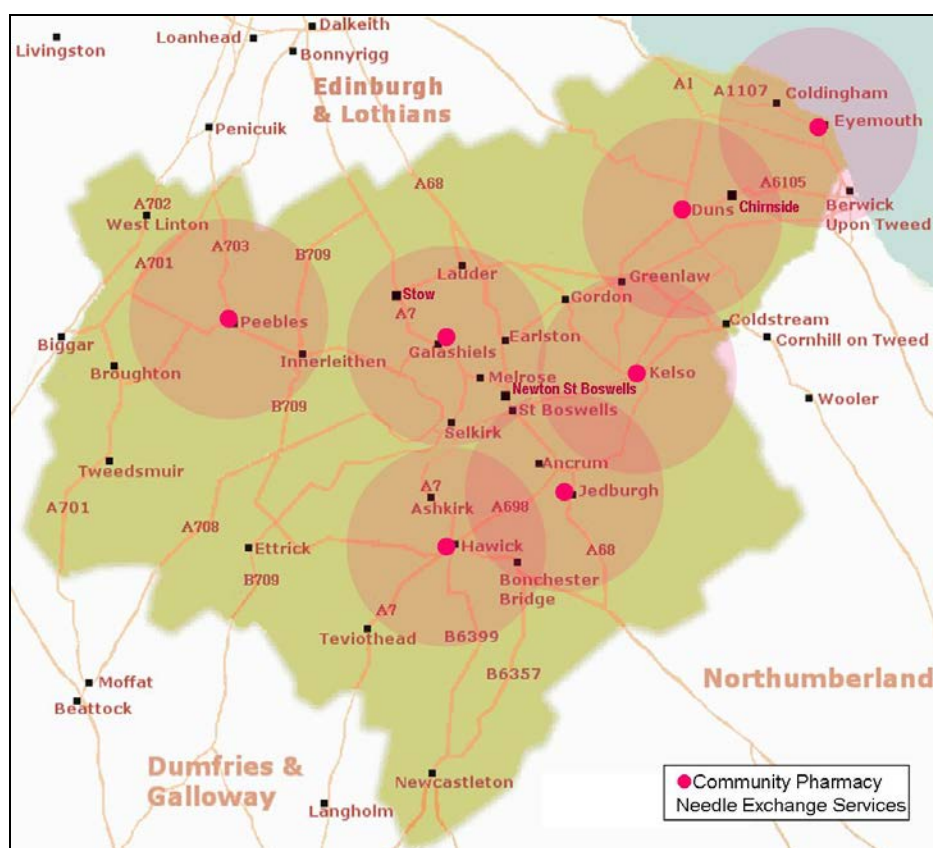 Dalkeith
Livingston
Loanhead
Bonnyrigg
Edinburgh
& Lothians
A1
A1107
Coldingham
Eyemouth
Penicuik
A68
A6105
Chirnside
Duns
Berwick
Upon Tweed
A702
West Linton
A703
B709
A701
Lauder
Greenlaw
Stow
Gordon
A7
Peebles
Coldstream
Biggar
Galashiels
Earlston
Cornhill on Tweed
Innerleithen
Broughton
Melrose
Kelso
Newton St Boswells
B709
St Boswells
Wooler
Selkirk
Tweedsmuir
Ancrum
A7
Jedburgh
A701
Ashkirk
A698
A708
Ettrick
Hawick
A68
B709
Bonchester
Bridge
A7
Teviothead
B6399
B6357
Moffat
Northumberland
Beattock
Dumfries &
Galloway
Newcastleton
Langholm
Community Pharmacy
Needle Exchange Services